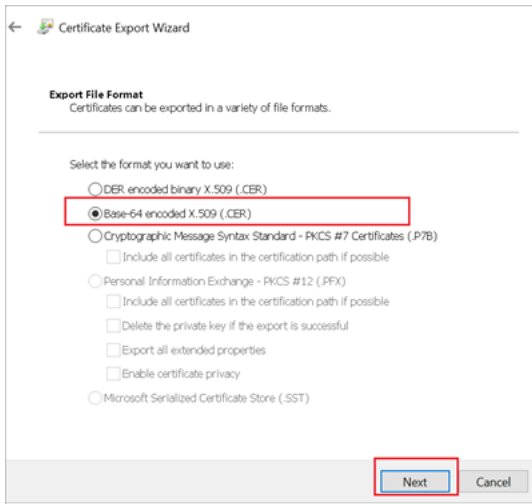 Certificate Export Wizard
Export File Format
Certificates can be exported in a variety of file formats.
Select the format you want to use:
DER encoded binary X.509 (.CER)
Base-64 encoded X.509 (.CER)
Cryptographic Message Syntax Standard - PKCS #7 Certificates (.P7B)
Include all certificates in the certification path if possible
Personal Information Exchange - PKCS #12 (.PFX)
Include all certificates in the certification path if possible
Delete the private key if the export is successful
Export all extended properties
Enable certificate privacy
Microsoft Serialized Certificate Store (.SST)
Next Cancel